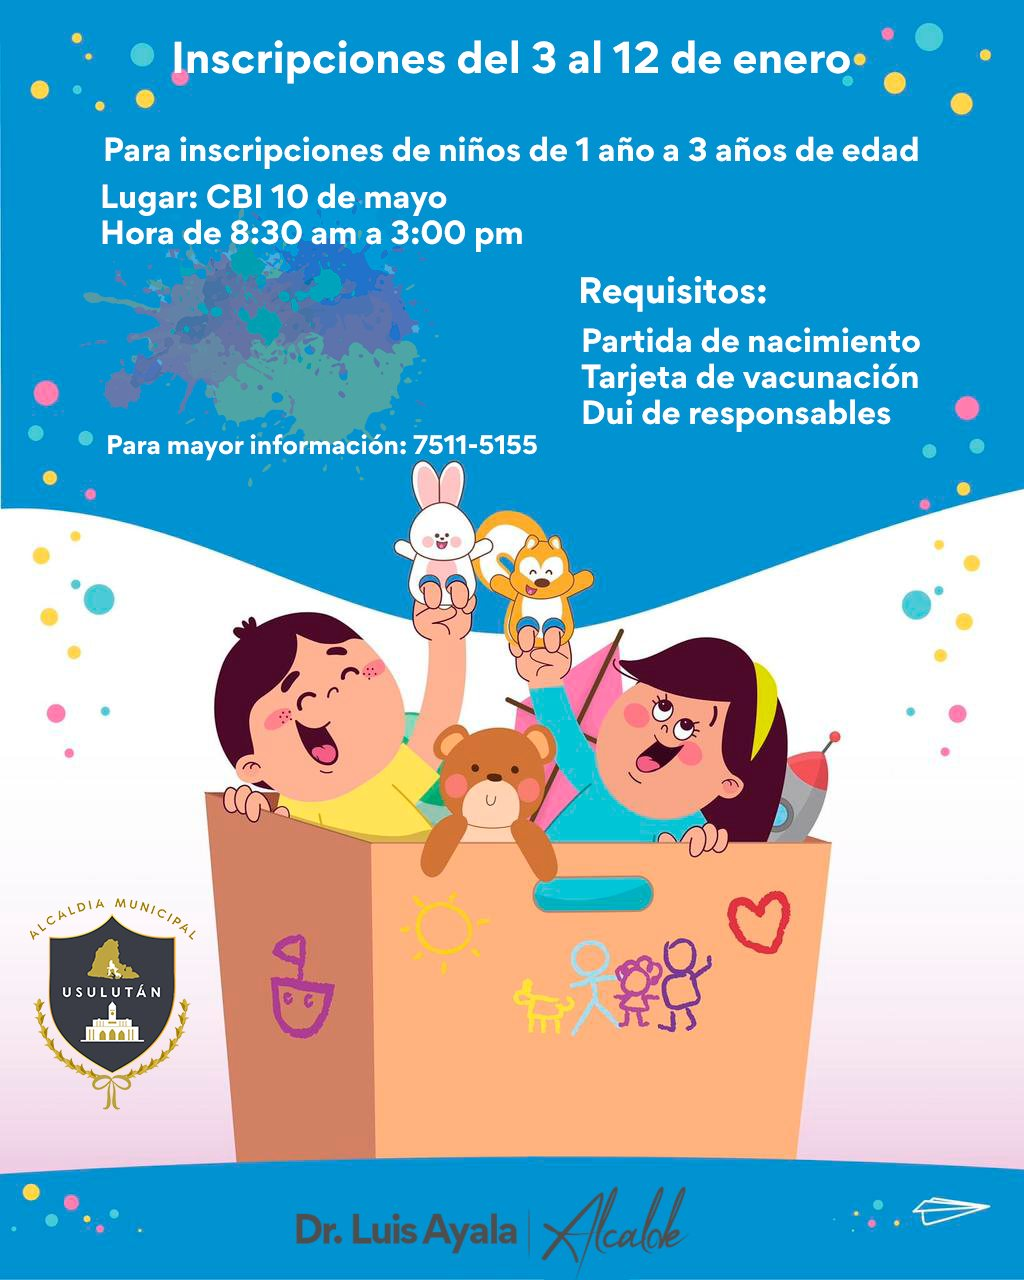 Inscripciones del 3 al 12 de enero
Para inscripciones de niños de 1 año a 3 años de edad
Lugar: CBI 10 de mayo
Hora de 8:30 am a 3:00 pm
Requisitos:
Partida de nacimiento
Tarjeta de vacunación
Dui de responsables
Para mayor información: 7511-5155
ALCALDIA MUNICIPAL
USULUTÁN
Dr. Luis Ayala | Alcalde